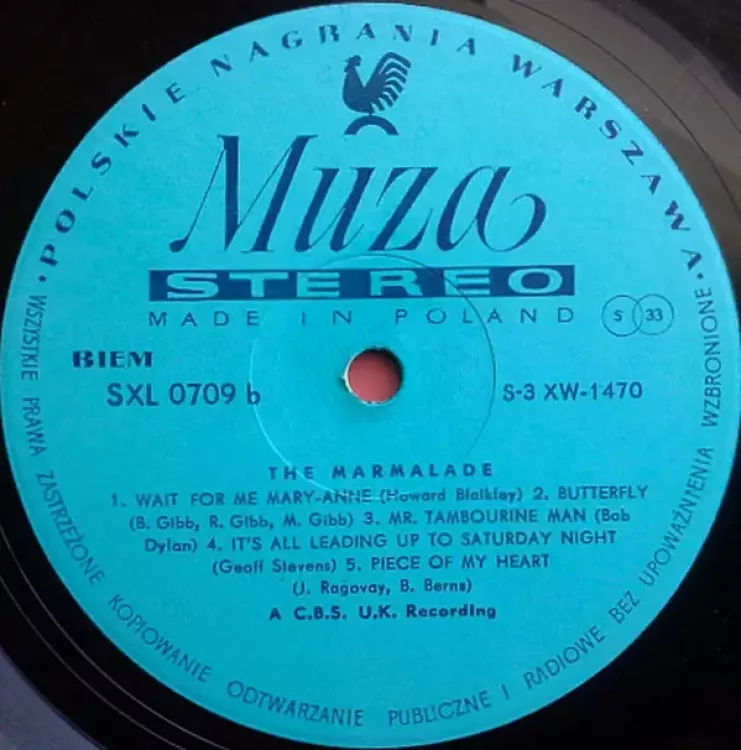 • POLSKIE NAGRANIA WARSZAWA •
Muza
STEREO
MADE IN POLAND S 33
BIEM
SXL 0709 b S-3 XW-1470
THE MARMALADE
1. WAIT FOR ME MARY-ANNE (Howard Blaikley) 2. BUTTERFLY
(B. Gibb, R. Gibb, M. Gibb) 3. MR. TAMBOURINE MAN (Bob
Dylan) 4. IT'S ALL LEADING UP TO SATURDAY NIGHT
(Geoff Stevens) 5. PIECE OF MY HEART
(J. Ragovay, B. Berns)
A C.B.S. U.K. Recording
WSZYSTKIE PRAWA ZASTRZEŻONE KOPIOWANIE ODTWARZANIE PUBLICZNE I RADIOWE BEZ UPOWAŻNIENIA WZBRONIONE